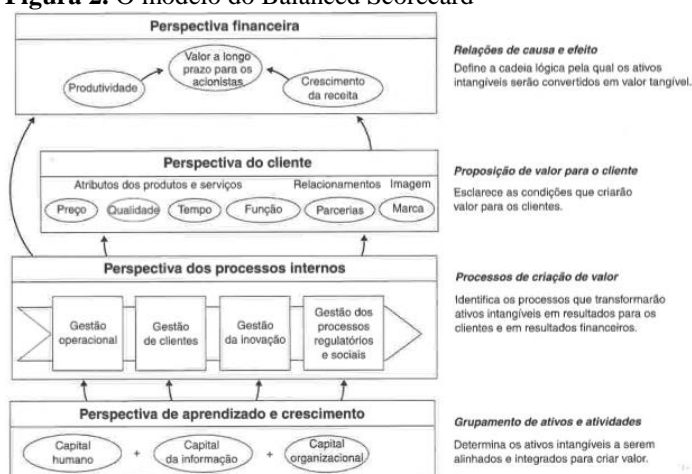 Figura 2. O modelo do Balanced Scorecard
Perspectiva financeira
Valor a longo
prazo para os
acionistas
Produtividade
Crescimento
da receita
Relações de causa e efeito
Define a cadeia lógica pela qual os ativos
intangíveis serão convertidos em valor tangível.
Perspectiva do cliente
Atributos dos produtos e serviços
Relacionamentos
Imagem
Preço
Qualidade
Tempo
Função
Parcerias
Marca
Proposição de valor para o cliente
Esclarece as condições que criarão
valor para os clientes.
Perspectiva dos processos internos
Gestão
operacional
Gestão
de clientes
Gestão
da inovação
Gestão dos
processos
regulatórios
e sociais
Processos de criação de valor
Identifica os processos que transformarão
ativos intangíveis em resultados para os
clientes e em resultados financeiros.
Perspectiva de aprendizado e crescimento
Capital
humano
+
Capital
da informação
+
Capital
organizacional
Grupamento de ativos e atividades
Determina os ativos intangíveis a serem
alinhados e integrados para criar valor.